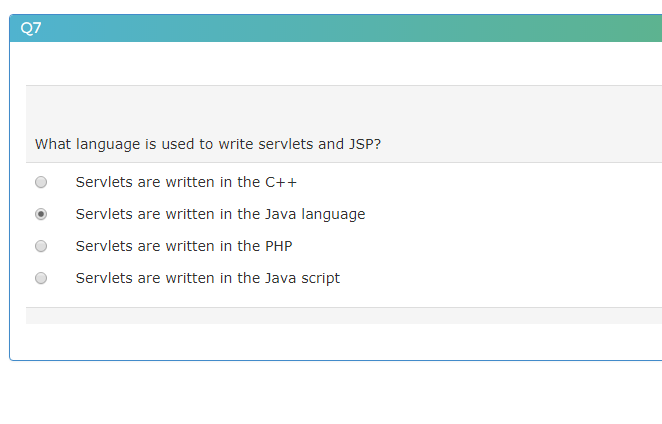 Q7
What language is used to write servlets and JSP?
Servlets are written in the C++
Servlets are written in the Java language
Servlets are written in the PHP
Servlets are written in the Java script